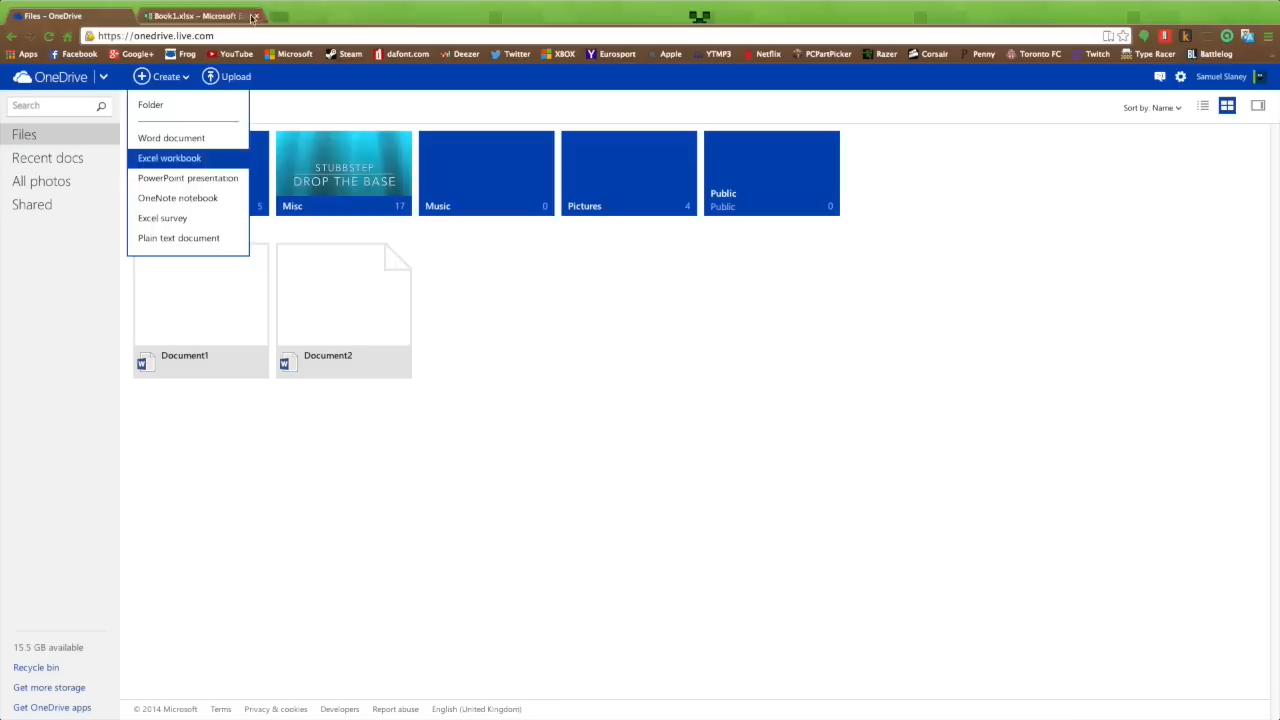 Files – OneDrive
Book1.xlsx – Microsoft
https://onedrive.live.com
Apps Facebook Google+ Frog YouTube Microsoft Steam dafont.com Deezer Twitter XBOX Eurosport Apple YTMP3 Netflix PCPartPicker Razer Corsair Penny Toronto FC Twitch Type Racer Battlelog
OneDrive Create Upload Samuel Slaney
Search
Folder
Sort by: Name
Files
Word document
Recent docs
Excel workbook
All photos
PowerPoint presentation
Shared
OneNote notebook
Excel survey
Plain text document
STUBBSTEP
DROP THE BASE
5
Misc 17
Music 0
Pictures 4
Public
Public 0
Document1
Document2
15.5 GB available
Recycle bin
Get more storage
Get OneDrive apps
© 2014 Microsoft Terms Privacy & cookies Developers Report abuse English (United Kingdom)